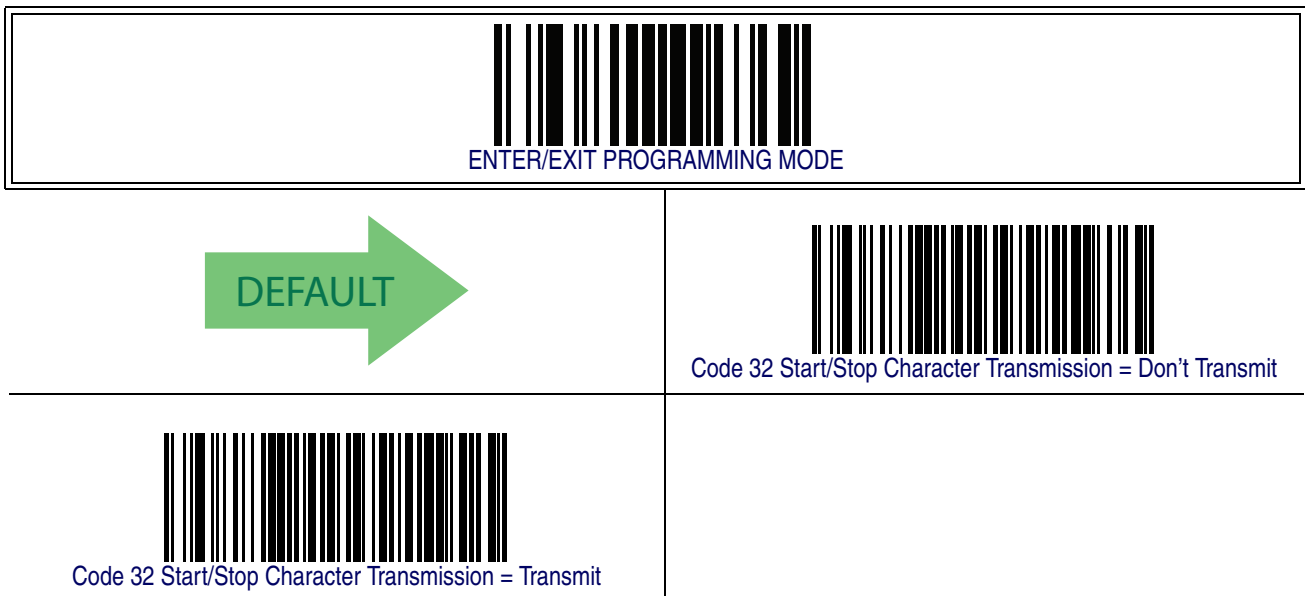 ENTER/EXIT PROGRAMMING MODE
DEFAULT
Code 32 Start/Stop Character Transmission = Don’t Transmit
Code 32 Start/Stop Character Transmission = Transmit